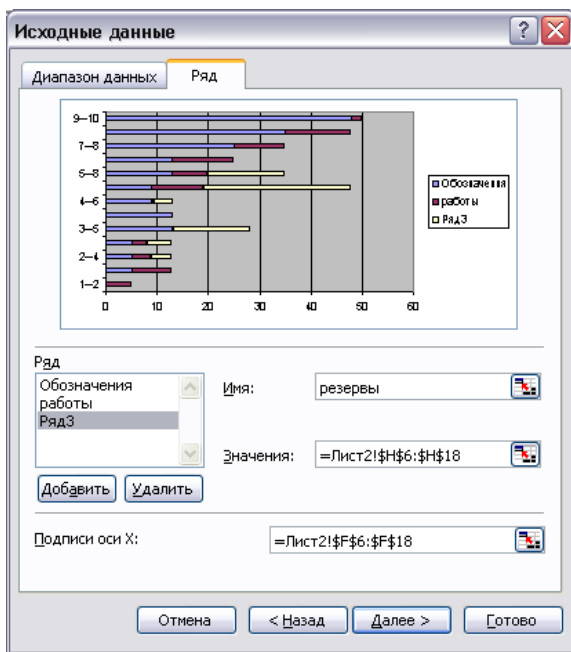 Исходные данные
Диапазон данных Ряд
9–10
7–8
5–8
4–6
3–5
2–4
1–2
0 10 20 30 40 50 60
Обозначения
работы
Ряд3
Ряд
Обозначения
работы
Ряд3
Имя: резервы
Значения: =Лист2!$H$6:$H$18
Добавить Удалить
Подписи оси X: =Лист2!$F$6:$F$18
Отмена < Назад Далее > Готово